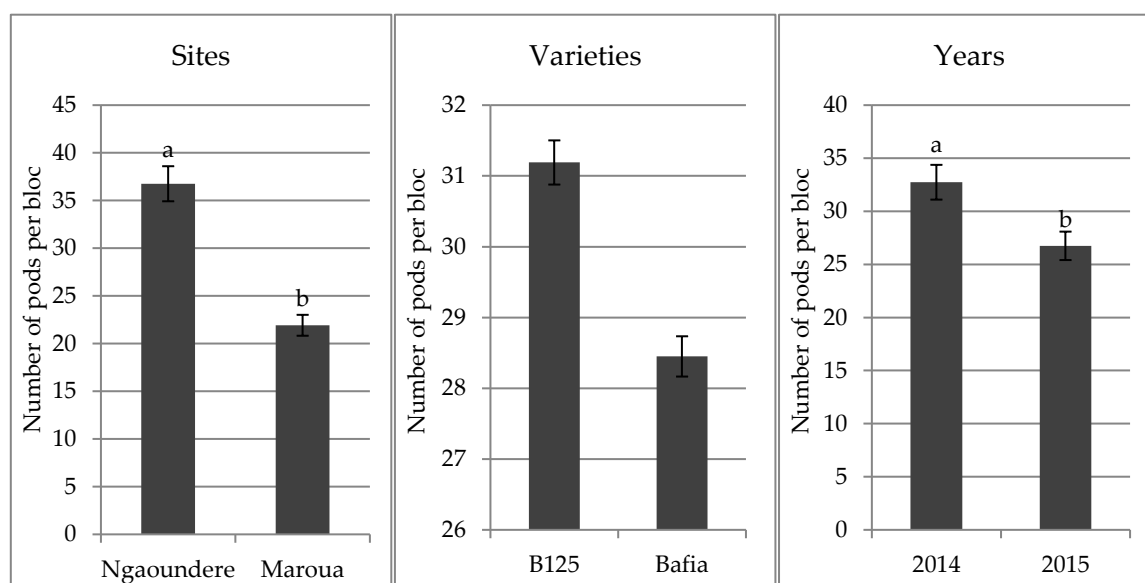 Sites
Number of pods per bloc
45
40
35
30
25
20
15
10
5
0
a
b
Ngaoundere Maroua
Varieties
Number of pods per bloc
32
31
30
29
28
27
26
B125 Bafia
Years
Number of pods per bloc
40
35
30
25
20
15
10
5
0
a
b
2014 2015